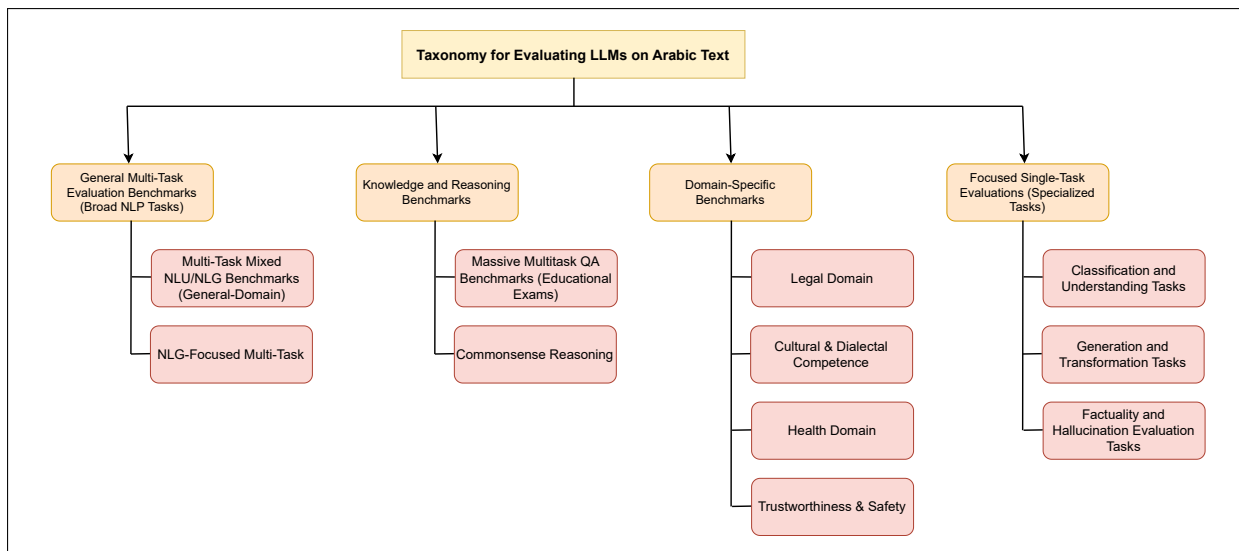 Taxonomy for Evaluating LLMs on Arabic Text
General Multi-Task
Evaluation Benchmarks
(Broad NLP Tasks)
Multi-Task Mixed
NLU/NLG Benchmarks
(General-Domain)
NLG-Focused Multi-Task
Knowledge and Reasoning
Benchmarks
Massive Multitask QA
Benchmarks (Educational
Exams)
Commonsense Reasoning
Domain-Specific
Benchmarks
Legal Domain
Cultural & Dialectal
Competence
Health Domain
Trustworthiness & Safety
Focused Single-Task
Evaluations (Specialized
Tasks)
Classification and
Understanding Tasks
Generation and
Transformation Tasks
Factuality and
Hallucination Evaluation
Tasks